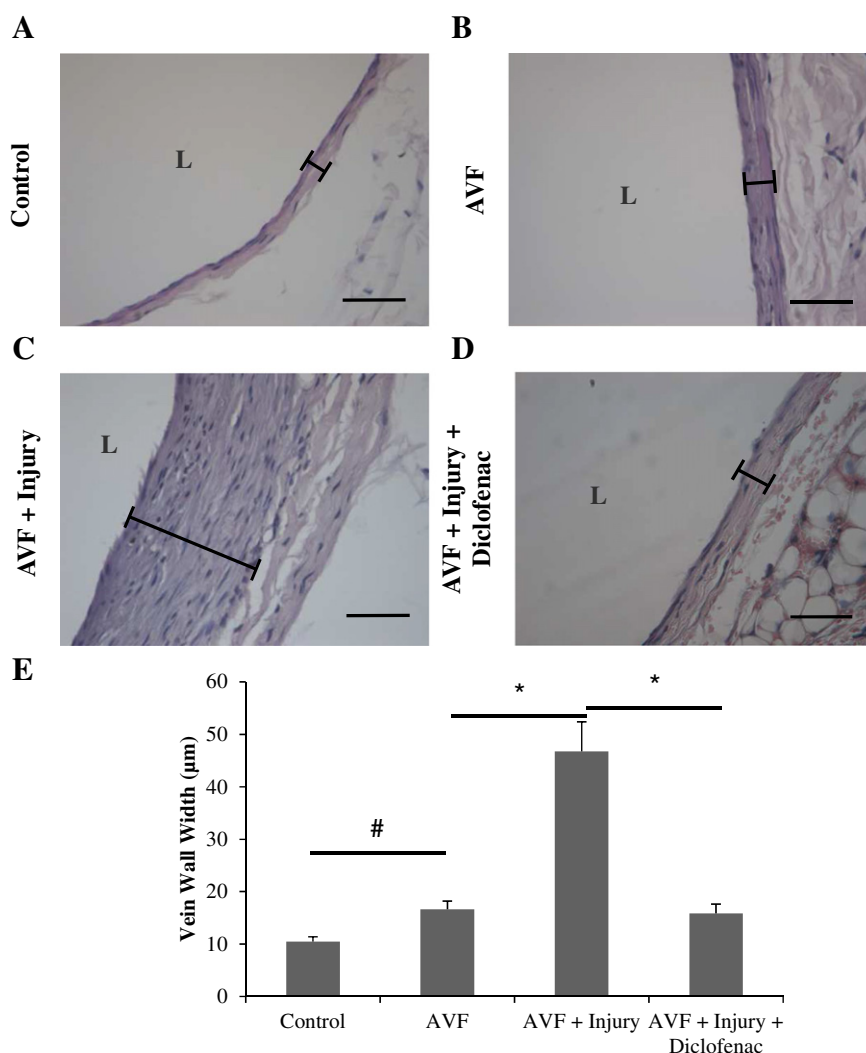 A
B
Control
L
AVF
L
C
D
AVF + Injury
L
AVF + Injury +
Diclofenac
L
E
Vein Wall Width (µm)
60
50
40
30
20
10
0
#
*
*
Control
AVF
AVF + Injury
AVF + Injury +
Diclofenac